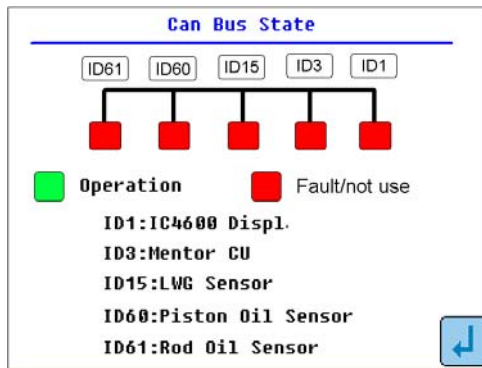 Can Bus State
ID61 ID60 ID15 ID3 ID1
Operation Fault/not use
ID1:IC4600 Displ.
ID3:Mentor CU
ID15:LWG Sensor
ID60:Piston Oil Sensor
ID61:Rod Oil Sensor